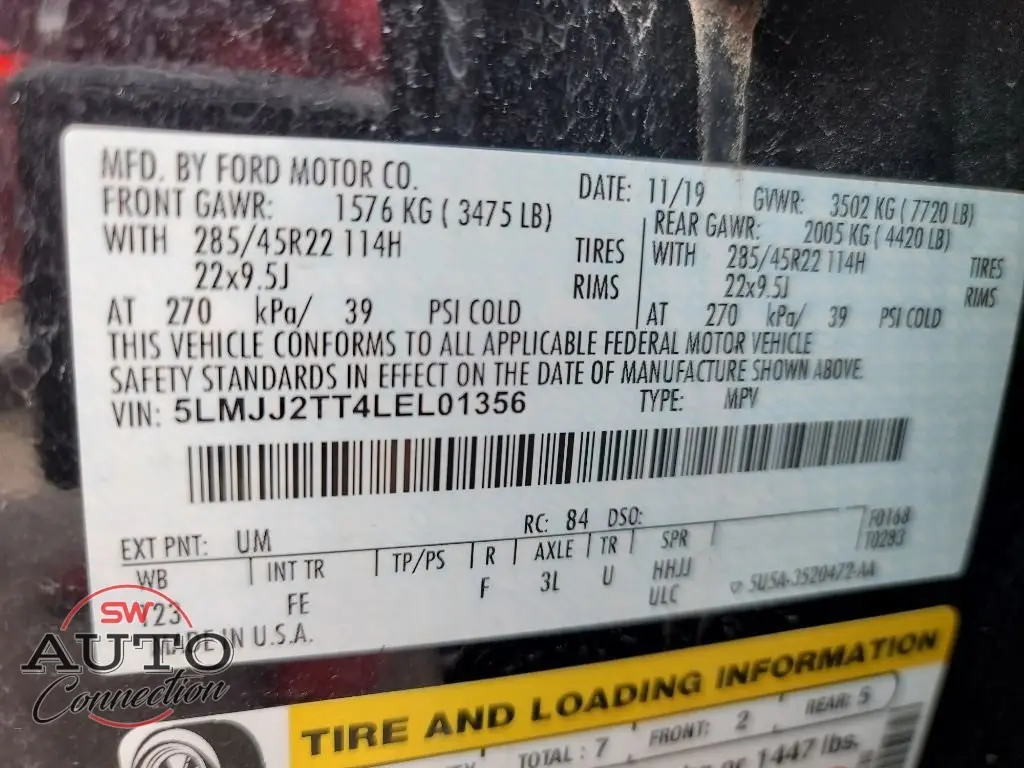 MFD. BY FORD MOTOR CO.
DATE: 11/19 GVWR: 3502 KG ( 7720 LB)
FRONT GAWR: 1576 KG ( 3475 LB)
WITH 285/45R22 114H TIRES
22x9.5J RIMS
AT 270 kPa/ 39 PSI COLD
REAR GAWR: 2005 KG ( 4420 LB)
WITH 285/45R22 114H TIRES
22x9.5J RIMS
AT 270 kPa/ 39 PSI COLD
THIS VEHICLE CONFORMS TO ALL APPLICABLE FEDERAL MOTOR VEHICLE
SAFETY STANDARDS IN EFFECT ON THE DATE OF MANUFACTURE SHOWN ABOVE.
VIN: 5LMJJ2TT4LEL01356 TYPE: MPV
EXT PNT: UM RC: 84 DSO: F0168
T0283
WB INT TR TP/PS R AXLE TR SPR
FE F 3L U HHJJ
ULC
MADE IN U.S.A.
SW
AUTO
Connection
TIRE AND LOADING INFORMATION
TOTAL : 7 FRONT: 2 REAR: 5
or 1447 lbs.